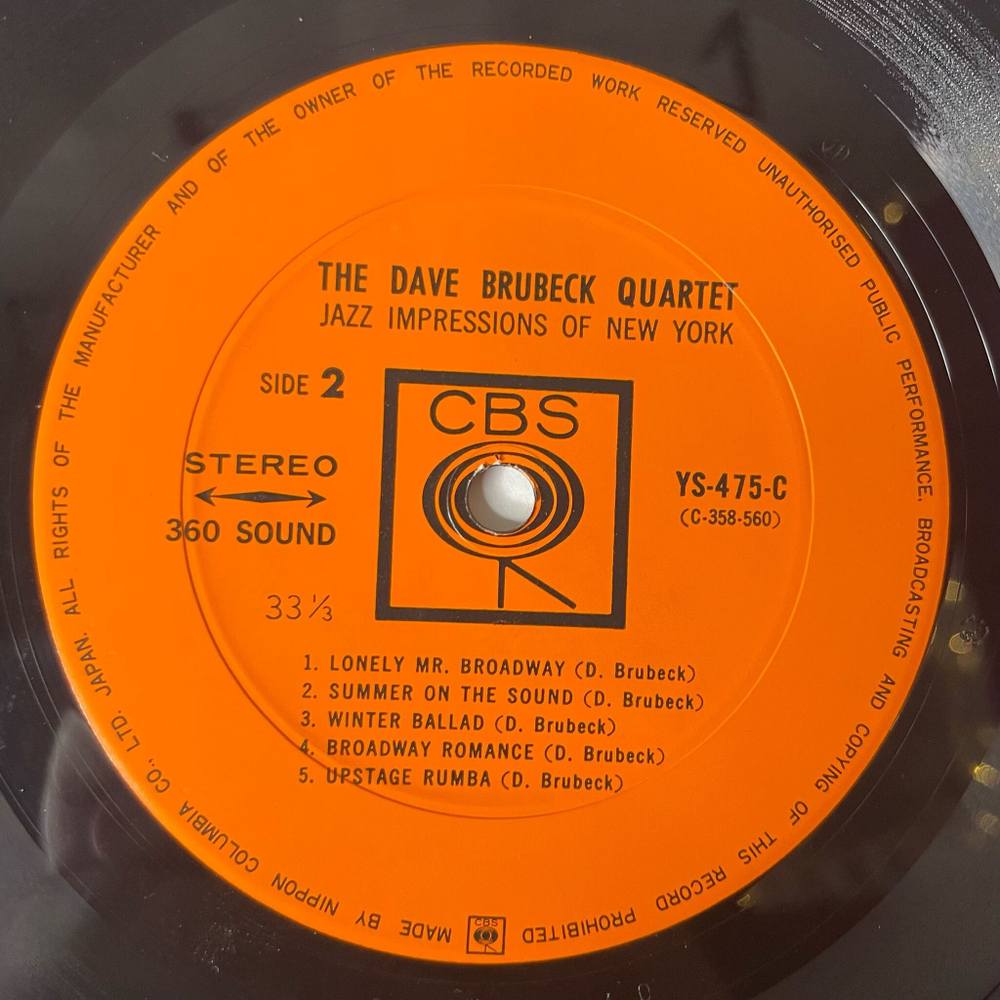 THE DAVE BRUBECK QUARTET
JAZZ IMPRESSIONS OF NEW YORK
SIDE 2
CBS
STEREO
360 SOUND
YS-475-C
(C-358-560)
33 ⅓
1. LONELY MR. BROADWAY (D. Brubeck)
2. SUMMER ON THE SOUND (D. Brubeck)
3. WINTER BALLAD (D. Brubeck)
4. BROADWAY ROMANCE (D. Brubeck)
5. UPSTAGE RUMBA (D. Brubeck)
MADE BY NIPPON COLUMBIA CO., LTD. JAPAN. ALL RIGHTS OF THE MANUFACTURER AND OF THE OWNER OF THE RECORDED WORK RESERVED UNAUTHORISED PUBLIC PERFORMANCE, BROADCASTING AND COPYING OF THIS RECORD PROHIBITED
CBS